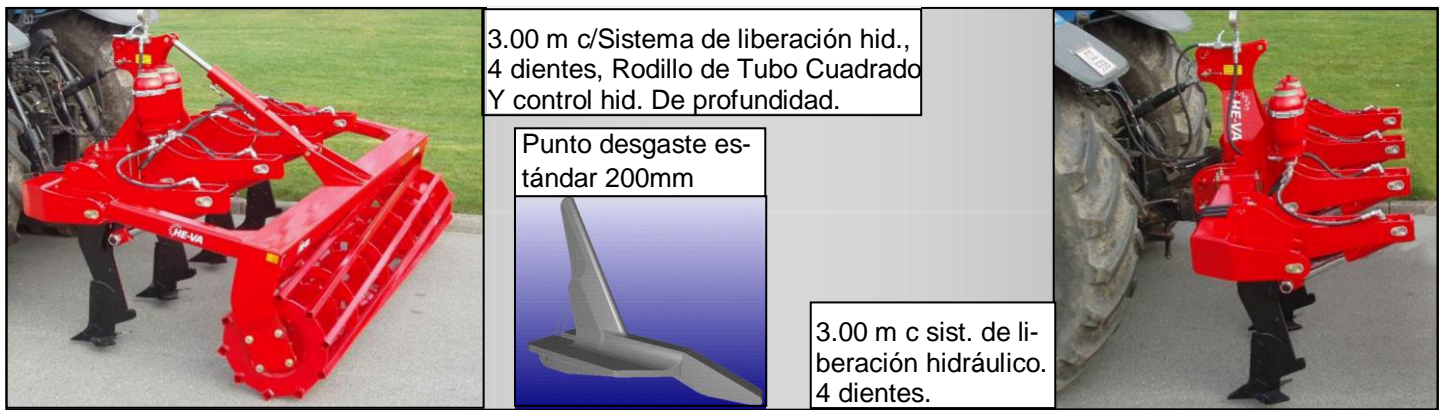 3.00 m c/Sistema de liberación hid.,
4 dientes, Rodillo de Tubo Cuadrado
Y control hid. De profundidad.
Punto desgaste es-
tándar 200mm
3.00 m c sist. de li-
beración hidráulico.
4 dientes.
HE-VA
HE-VA